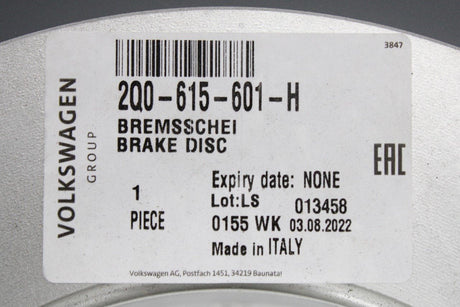 3847
VOLKSWAGEN
GROUP
2Q0-615-601-H
BREMSSCHEI
BRAKE DISC
EAC
1
PIECE
Expiry date: NONE
Lot:LS 013458
0155 WK 03.08.2022
Made in ITALY
Volkswagen AG, Postfach 1451, 34219 Baunatal